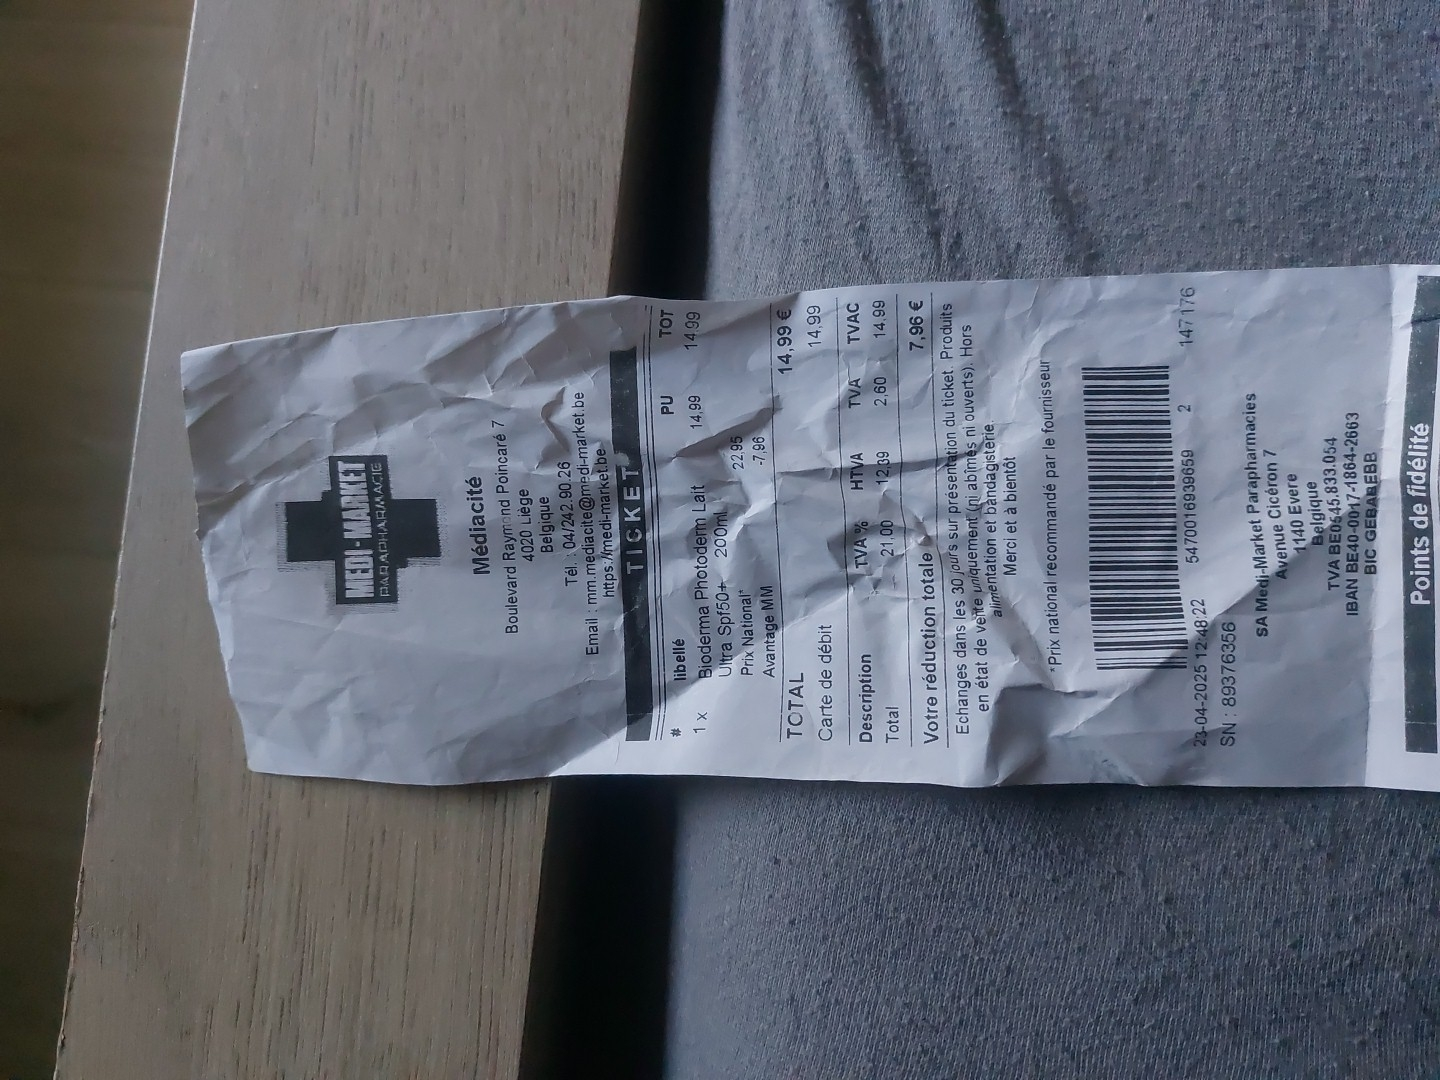 MEDI-MARKET
PARAPHARMACIE
Médiacité
Boulevard Raymond Poincaré 7
4020 Liège
Belgique
Tél. : 04/242.90.26
Email : mm.mediacite@medi-market.be
https://medi-market.be
TICKET
# libellé PU TOT
1 x Bioderma Photoderm Lait 14,99 14,99
Ultra Spf50+ 200ml
Prix National* 22,95
Avantage MM -7,96
TOTAL 14,99 €
Carte de débit 14,99
Description TVA % HTVA TVA TVAC
Total 21,00 12,39 2,60 14,99
Votre réduction totale 7,96 €
Echanges dans les 30 jours sur présentation du ticket. Produits
en état de vente uniquement (ni abîmés ni ouverts). Hors
alimentation et bandagisterie.
Merci et à bientôt
*Prix national recommandé par le fournisseur
23-04-2025 12:48:22 5470016939659 2 147176
SN : 89376356
SA Medi-Market Parapharmacies
Avenue Cicéron 7
1140 Evere
Belgique
TVA BE0545.833.054
IBAN BE40-0017-1864-2663
BIC GEBABEBB
Points de fidélité